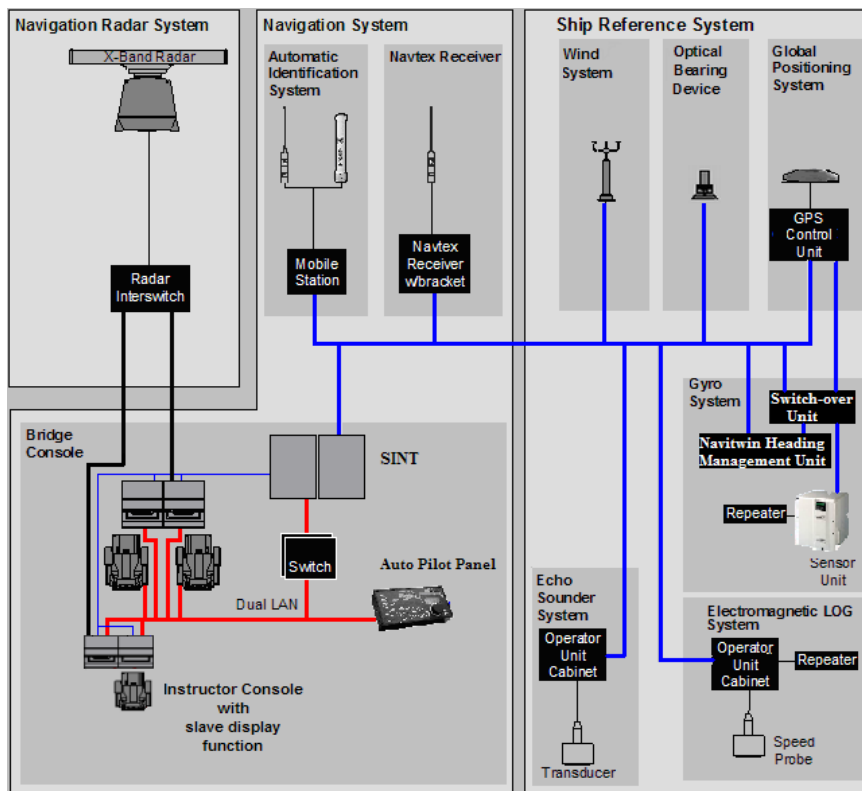 Navigation Radar System
X-Band Radar
Radar
Interswitch
Navigation System
Automatic
Identification
System
Mobile
Station
Navtex Receiver
Navtex
Receiver
w/bracket
Ship Reference System
Wind
System
Optical
Bearing
Device
Global
Positioning
System
GPS
Control
Unit
Gyro
System
Switch-over
Unit
Navitwin Heading
Management Unit
Repeater
Sensor
Unit
Bridge
Console
SINT
Switch
Auto Pilot Panel
Dual LAN
Instructor Console
with
slave display
function
Echo
Sounder
System
Operator
Unit
Cabinet
Transducer
Electromagnetic LOG
System
Operator
Unit
Cabinet
Repeater
Speed
Probe